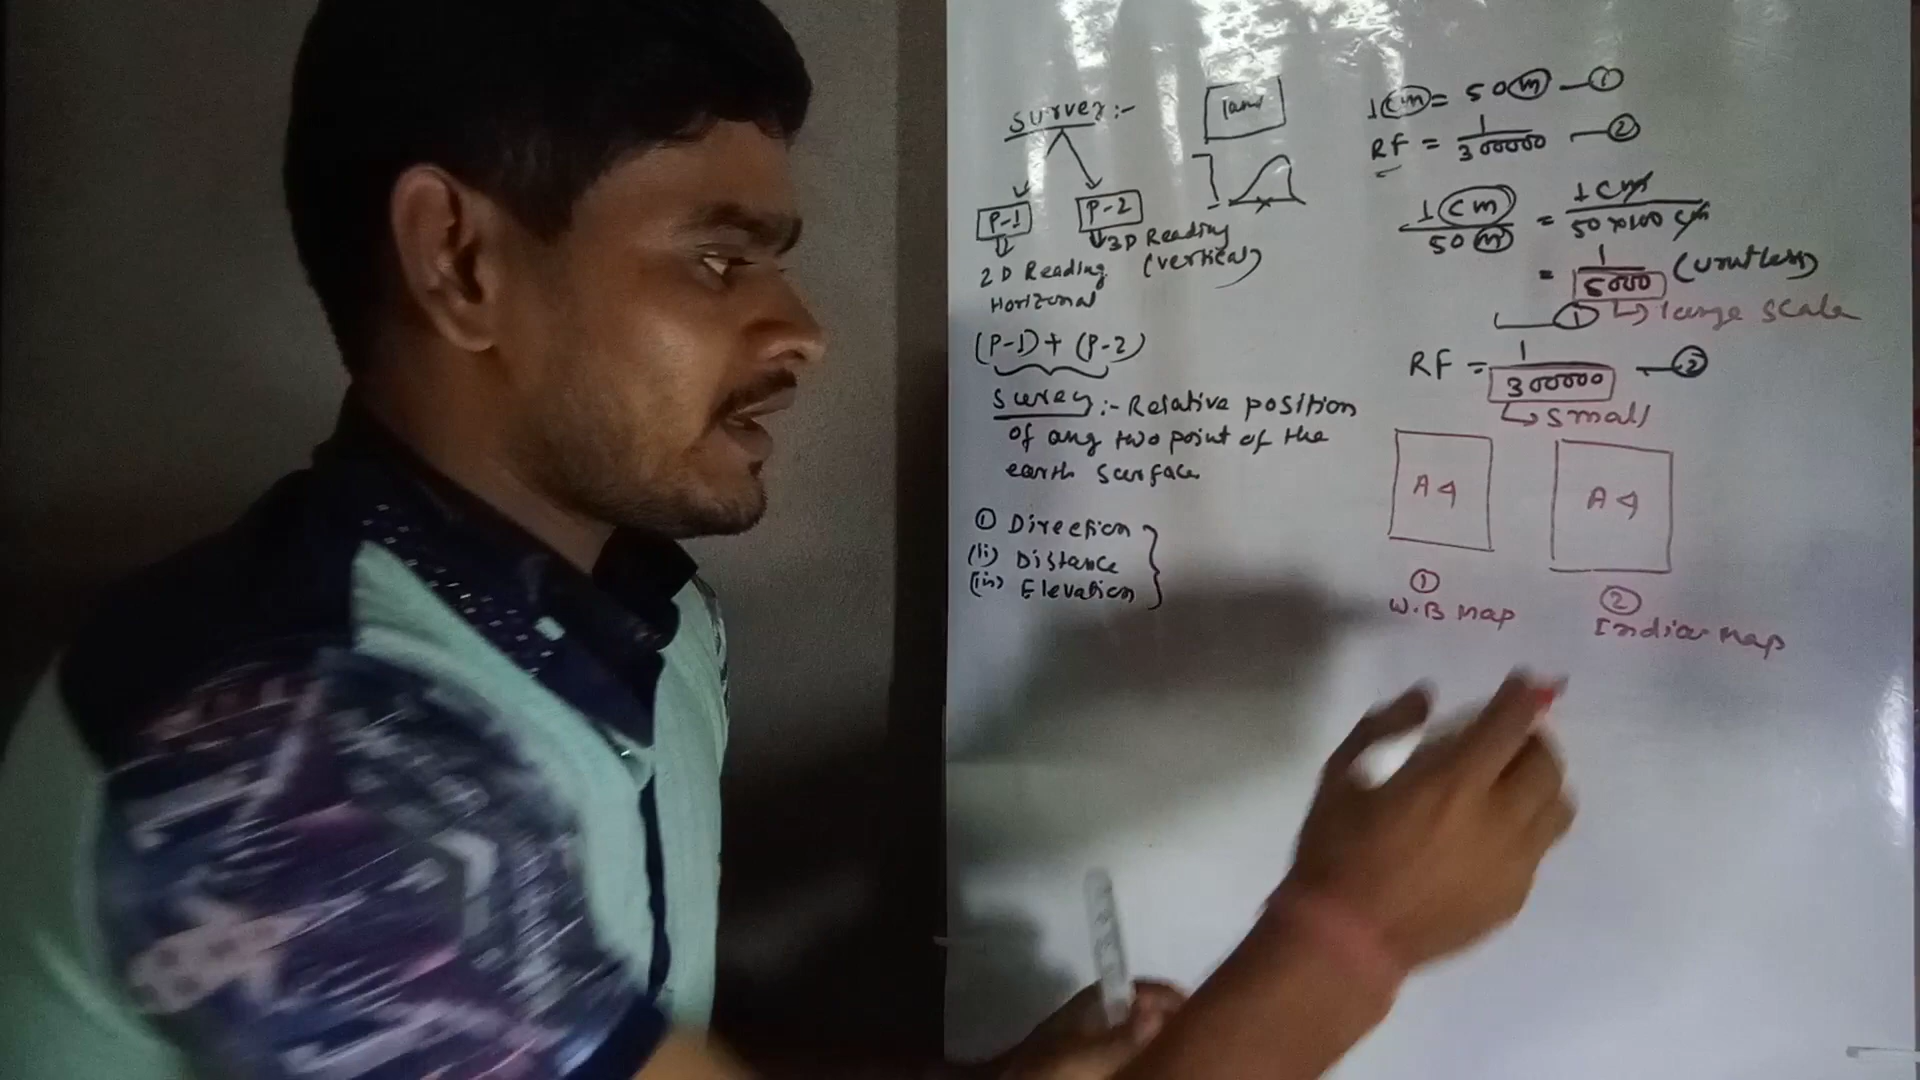 Survey :-
land
P-1
P-2
2D Reading
Horizonal
3D Reading
(vertical)
(P-1) + (P-2)
Survey :- Relative position
of any two point of the
earth surface
① Direction
(ii) Distance
(iii) Elevation
1 cm = 50 m — ①
RF = 1/300000 — ②
1 cm / 50 m = 1 cm / 50 x 100 cm
= 1/5000 (unitless)
① ↳ large scale
RF = 1/300000 — ②
↳ small
A
A
①
W.B map
②
Indian map